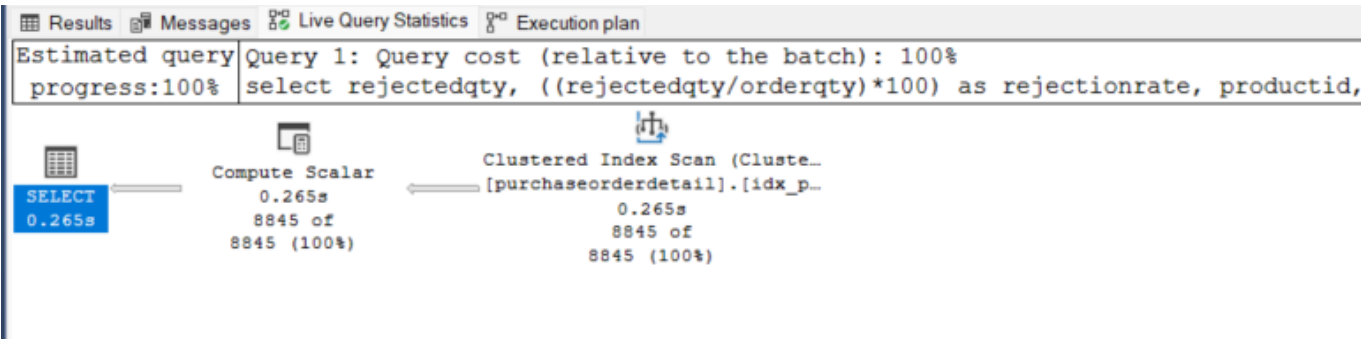 Results Messages Live Query Statistics Execution plan
Estimated query Query 1: Query cost (relative to the batch): 100%
progress:100% select rejectedqty, ((rejectedqty/orderqty)*100) as rejectionrate, productid,
SELECT
0.265s
Compute Scalar
0.265s
8845 of
8845 (100%)
Clustered Index Scan (Cluste…
[purchaseorderdetail].[idx_p…
0.265s
8845 of
8845 (100%)